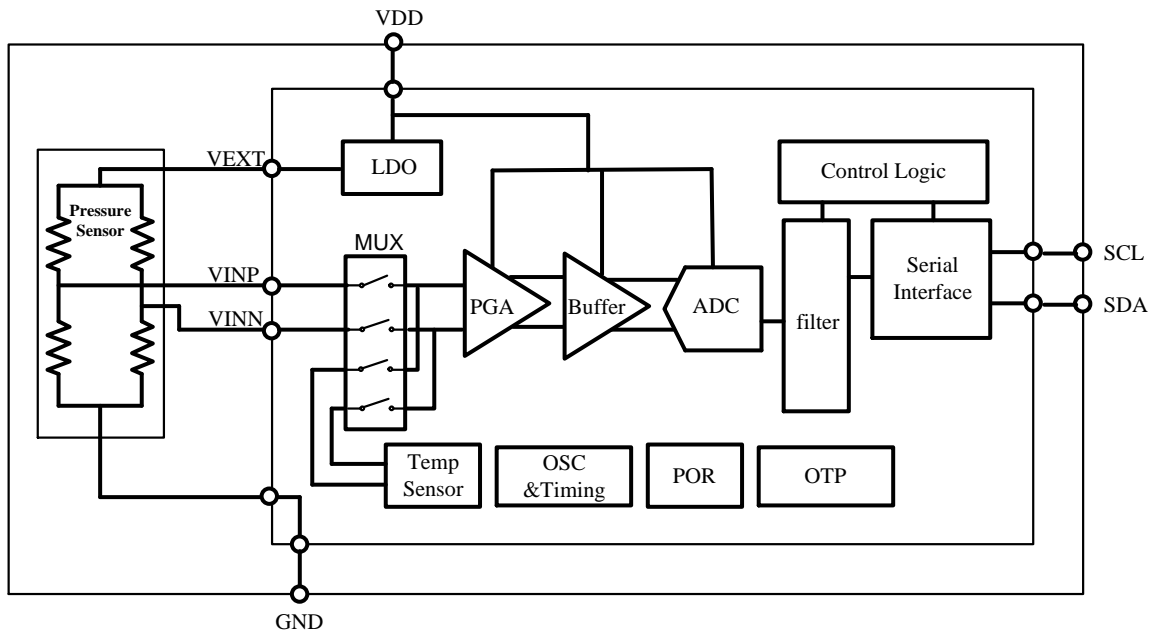 VDD
VEXT
LDO
Control Logic
Pressure
Sensor
MUX
VINP
VINN
PGA
Buffer
ADC
filter
Serial
Interface
SCL
SDA
Temp
Sensor
OSC
&Timing
POR
OTP
GND